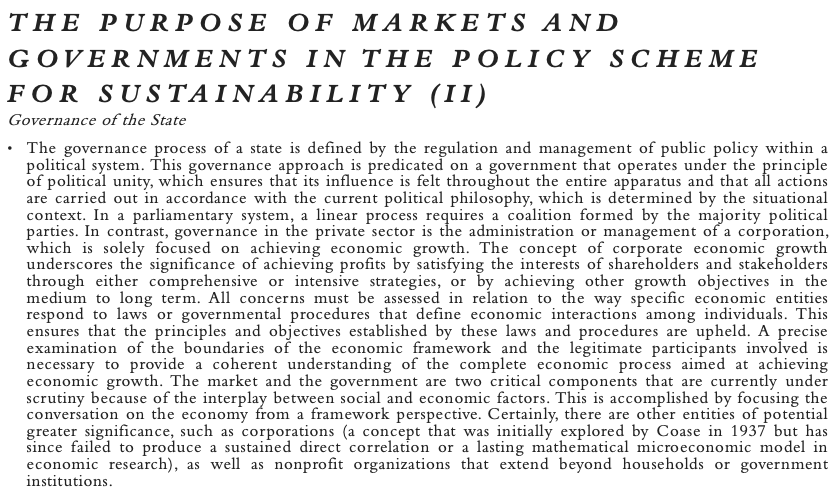 THE PURPOSE OF MARKETS AND
GOVERNMENTS IN THE POLICY SCHEME
FOR SUSTAINABILITY (II)
Governance of the State
• The governance process of a state is defined by the regulation and management of public policy within a
political system. This governance approach is predicated on a government that operates under the principle
of political unity, which ensures that its influence is felt throughout the entire apparatus and that all actions
are carried out in accordance with the current political philosophy, which is determined by the situational
context. In a parliamentary system, a linear process requires a coalition formed by the majority political
parties. In contrast, governance in the private sector is the administration or management of a corporation,
which is solely focused on achieving economic growth. The concept of corporate economic growth
underscores the significance of achieving profits by satisfying the interests of shareholders and stakeholders
through either comprehensive or intensive strategies, or by achieving other growth objectives in the
medium to long term. All concerns must be assessed in relation to the way specific economic entities
respond to laws or governmental procedures that define economic interactions among individuals. This
ensures that the principles and objectives established by these laws and procedures are upheld. A precise
examination of the boundaries of the economic framework and the legitimate participants involved is
necessary to provide a coherent understanding of the complete economic process aimed at achieving
economic growth. The market and the government are two critical components that are currently under
scrutiny because of the interplay between social and economic factors. This is accomplished by focusing the
conversation on the economy from a framework perspective. Certainly, there are other entities of potential
greater significance, such as corporations (a concept that was initially explored by Coase in 1937 but has
since failed to produce a sustained direct correlation or a lasting mathematical microeconomic model in
economic research), as well as nonprofit organizations that extend beyond households or government
institutions.